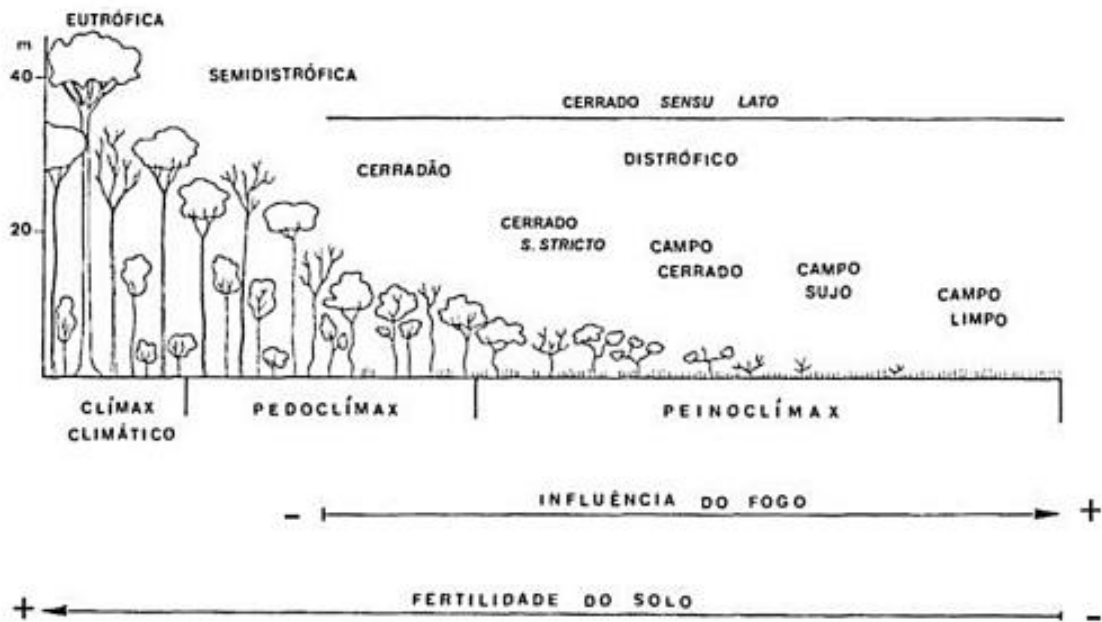 EUTRÓFICA
m
40
SEMIDISTRÓFICA
CERRADO SENSU LATO
CERRADÃO
DISTRÓFICO
20
CERRADO
S. STRICTO
CAMPO
CERRADO
CAMPO
SUJO
CAMPO
LIMPO
CLÍMAX
CLIMÁTICO
PEDOCLÍMAX
PEINOCLÍMAX
- INFLUÊNCIA DO FOGO +
+ FERTILIDADE DO SOLO -